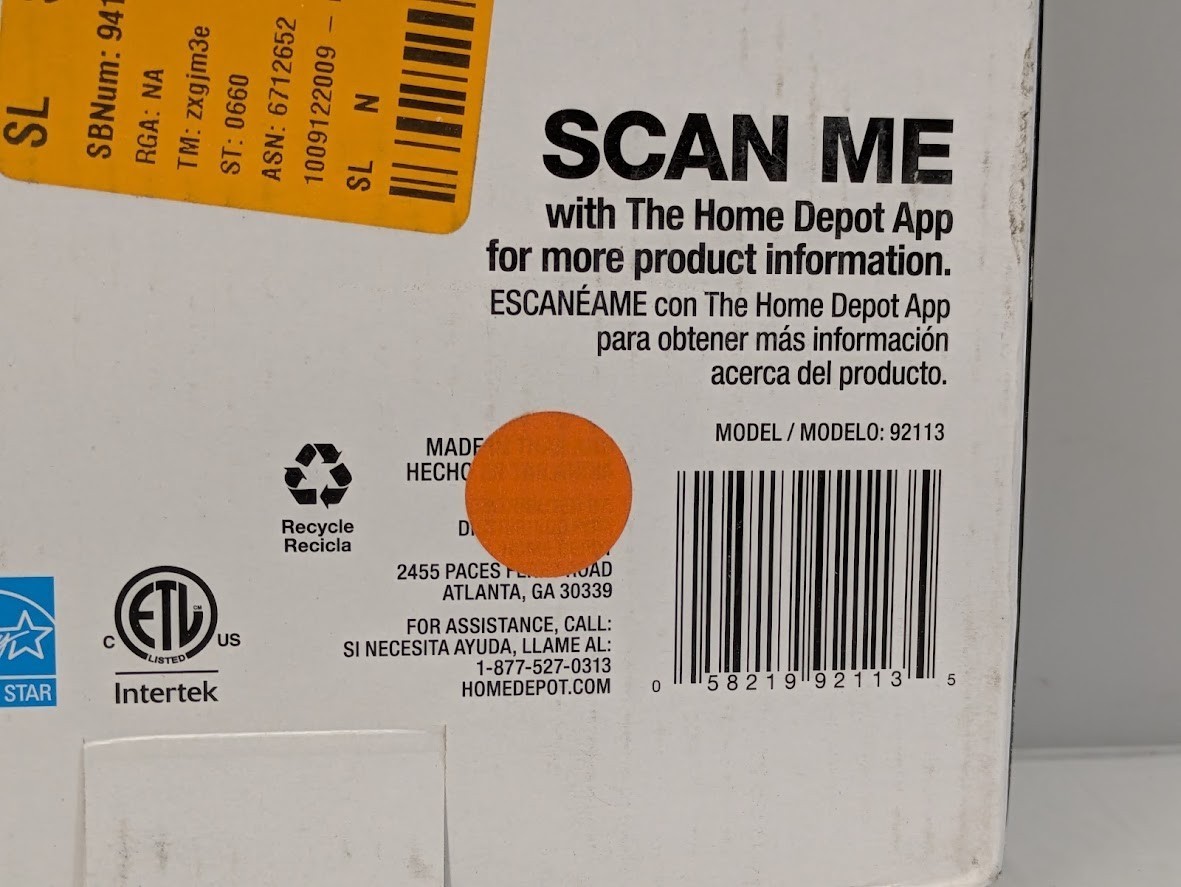 SL
SBNum: 941
RGA: NA
TM: zxgjm3e
ST: 0660
ASN: 6712652
1009122009 –
SL N
SCAN ME
with The Home Depot App
for more product information.
ESCANÉAME con The Home Depot App
para obtener más información
acerca del producto.
MODEL / MODELO: 92113
0 58219 92113 5
MADE
HECHO
2455 PACES ROAD
ATLANTA, GA 30339
FOR ASSISTANCE, CALL:
SI NECESITA AYUDA, LLAME AL:
1-877-527-0313
HOMEDEPOT.COM
Recycle
Recicla
C ETL CM US
LISTED
Intertek
STAR